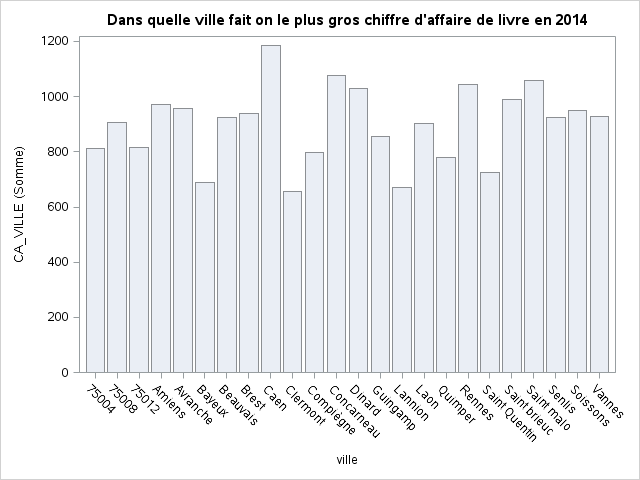 Dans quelle ville fait on le plus gros chiffre d'affaire de livre en 2014
CA_VILLE (Somme)
1200
1000
800
600
400
200
0
75004
75008
75012
Amiens
Avranche
Bayeux
Beauvais
Brest
Caen
Clermont
Complégne
Concarneau
Dinard
Guingamp
Lannion
Laon
Quimper
Rennes
Saint Quentin
Saint brieuc
Saint malo
Senlis
Soissons
Vannes
ville